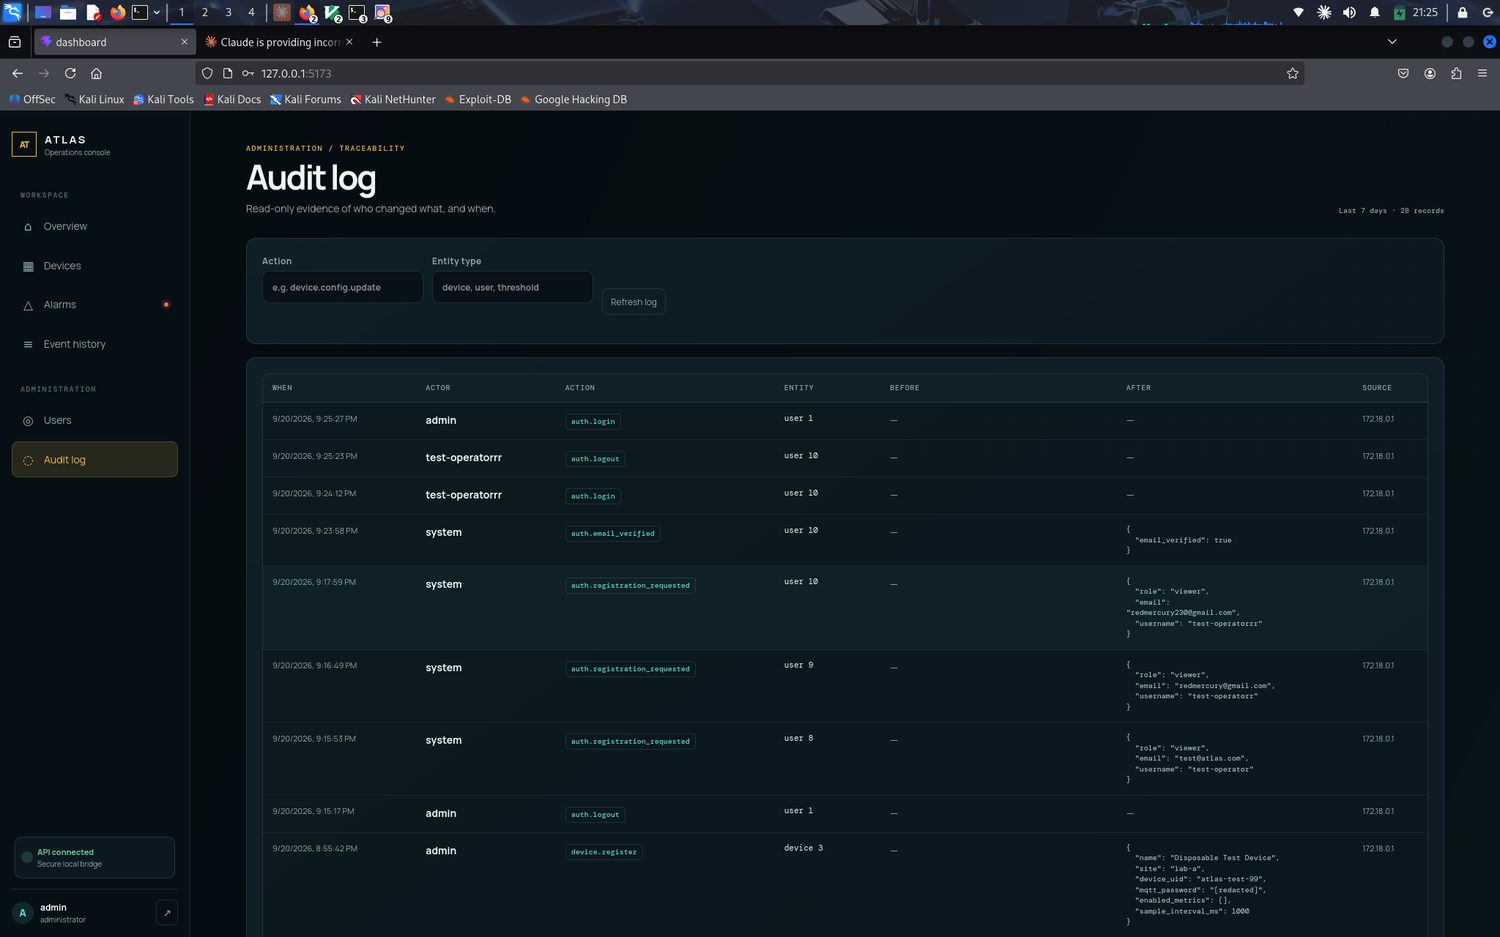 1 2 3 4
2
2
3
9
21:25
dashboard
Claude is providing incorr
127.0.0.1:5173
OffSec
Kali Linux
Kali Tools
Kali Docs
Kali Forums
Kali NetHunter
Exploit-DB
Google Hacking DB
AT
ATLAS
Operations console
WORKSPACE
Overview
Devices
Alarms
Event history
ADMINISTRATION
Users
Audit log
API connected
Secure local bridge
A
admin
administrator
ADMINISTRATION / TRACEABILITY
Audit log
Read-only evidence of who changed what, and when.
Last 7 days · 28 records
Action
Entity type
e.g. device.config.update
device, user, threshold
Refresh log
WHEN ACTOR ACTION ENTITY BEFORE AFTER SOURCE
9/20/2026, 9:25:27 PM admin auth.login user 1 — — 172.18.0.1
9/20/2026, 9:25:23 PM test-operatorrr auth.logout user 10 — — 172.18.0.1
9/20/2026, 9:24:12 PM test-operatorrr auth.login user 10 — — 172.18.0.1
9/20/2026, 9:23:58 PM system auth.email_verified user 10 — { 172.18.0.1
"email_verified": true
}
9/20/2026, 9:17:59 PM system auth.registration_requested user 10 — { 172.18.0.1
"role": "viewer",
"email":
"redmercury230@gmail.com",
"username": "test-operatorrr"
}
9/20/2026, 9:16:49 PM system auth.registration_requested user 9 — { 172.18.0.1
"role": "viewer",
"email": "redmercury@gmail.com",
"username": "test-operatorr"
}
9/20/2026, 9:15:53 PM system auth.registration_requested user 8 — { 172.18.0.1
"role": "viewer",
"email": "test@atlas.com",
"username": "test-operator"
}
9/20/2026, 9:15:17 PM admin auth.logout user 1 — — 172.18.0.1
9/20/2026, 8:55:42 PM admin device.register device 3 — { 172.18.0.1
"name": "Disposable Test Device",
"site": "lab-a",
"device_uid": "atlas-test-99",
"mqtt_password": "[redacted]",
"enabled_metrics": [],
"sample_interval_ms": 1000
}